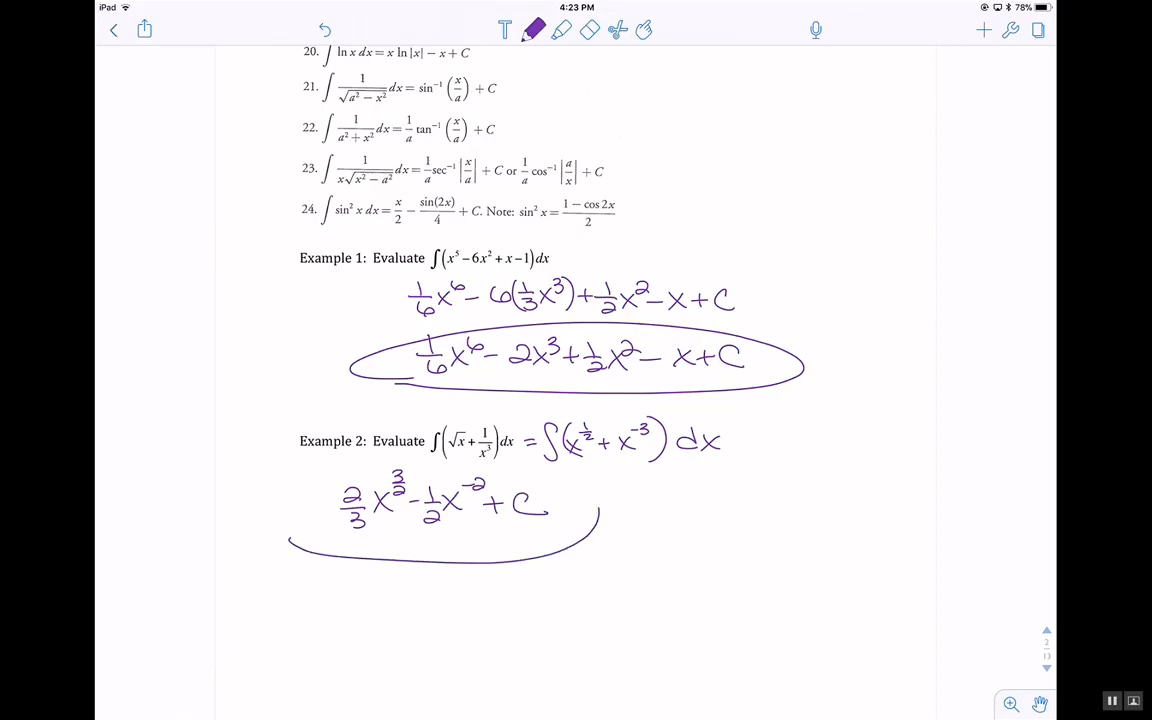 iPad 4:23 PM 78%
T
20. ∫ ln x dx = x ln|x| − x + C
21. ∫ 1/√(a² − x²) dx = sin⁻¹(x/a) + C
22. ∫ 1/(a² + x²) dx = 1/a tan⁻¹(x/a) + C
23. ∫ 1/(x√(x² − a²)) dx = 1/a sec⁻¹|x/a| + C or 1/a cos⁻¹|a/x| + C
24. ∫ sin² x dx = x/2 − sin(2x)/4 + C. Note: sin² x = (1 − cos 2x)/2
Example 1: Evaluate ∫(x⁵ − 6x² + x − 1)dx
1/6 x⁶ − 6(1/3 x³) + 1/2 x² − x + C
1/6 x⁶ − 2x³ + 1/2 x² − x + C
Example 2: Evaluate ∫(√x + 1/x³)dx = ∫(x^(1/2) + x⁻³) dx
2/3 x^(3/2) − 1/2 x⁻² + C
2
13